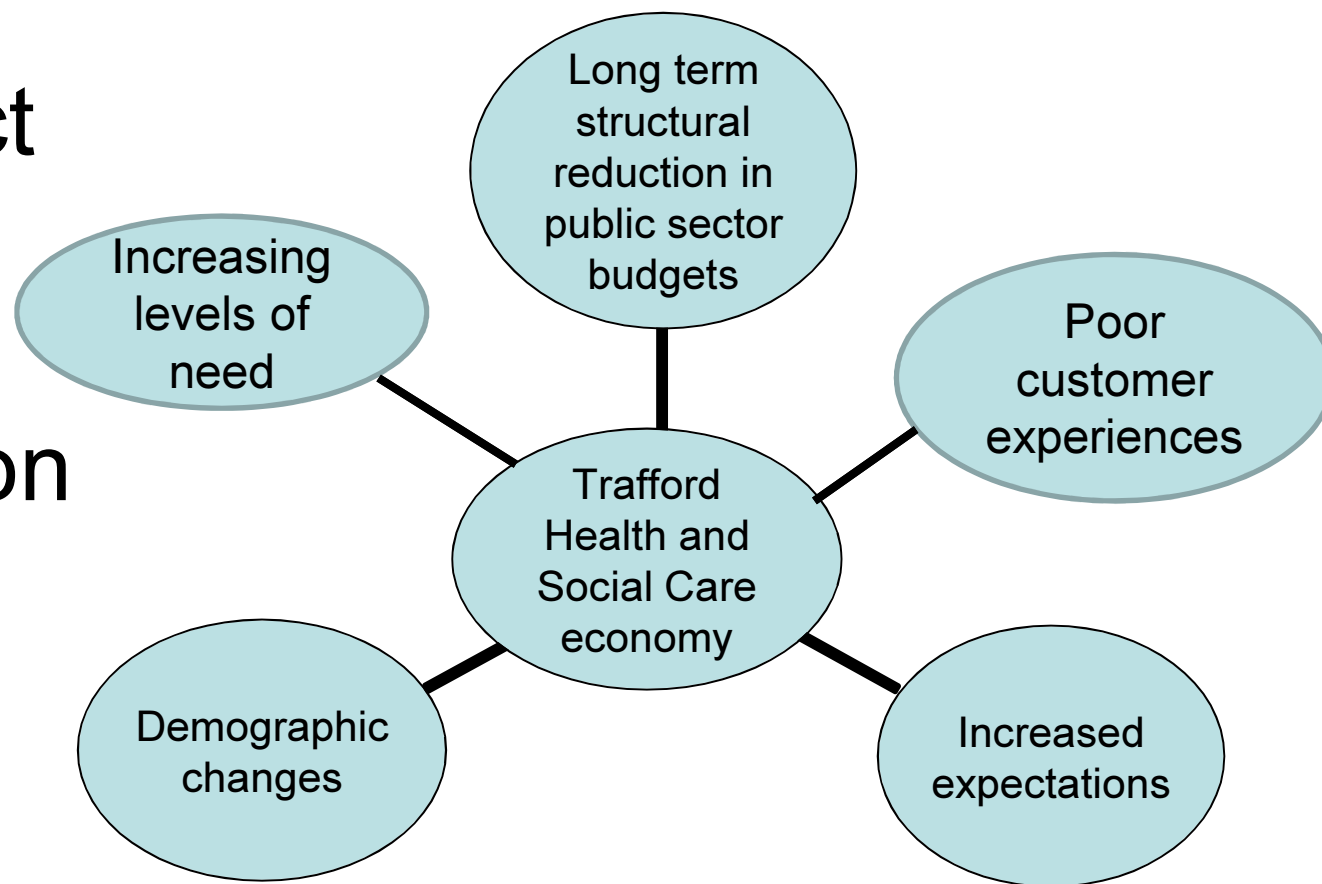 ct
on
Long term
structural
reduction in
public sector
budgets
Increasing
levels of
need
Poor
customer
experiences
Trafford
Health and
Social Care
economy
Demographic
changes
Increased
expectations